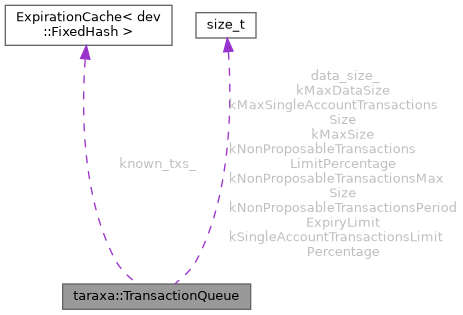 ExpirationCache< dev
::FixedHash >
size_t
data_size_
kMaxDataSize
kMaxSingleAccountTransactions
Size
kMaxSize
kNonProposableTransactions
LimitPercentage
kNonProposableTransactionsMax
Size
kNonProposableTransactionsPeriod
ExpiryLimit
kSingleAccountTransactionsLimit
Percentage
known_txs_
taraxa::TransactionQueue